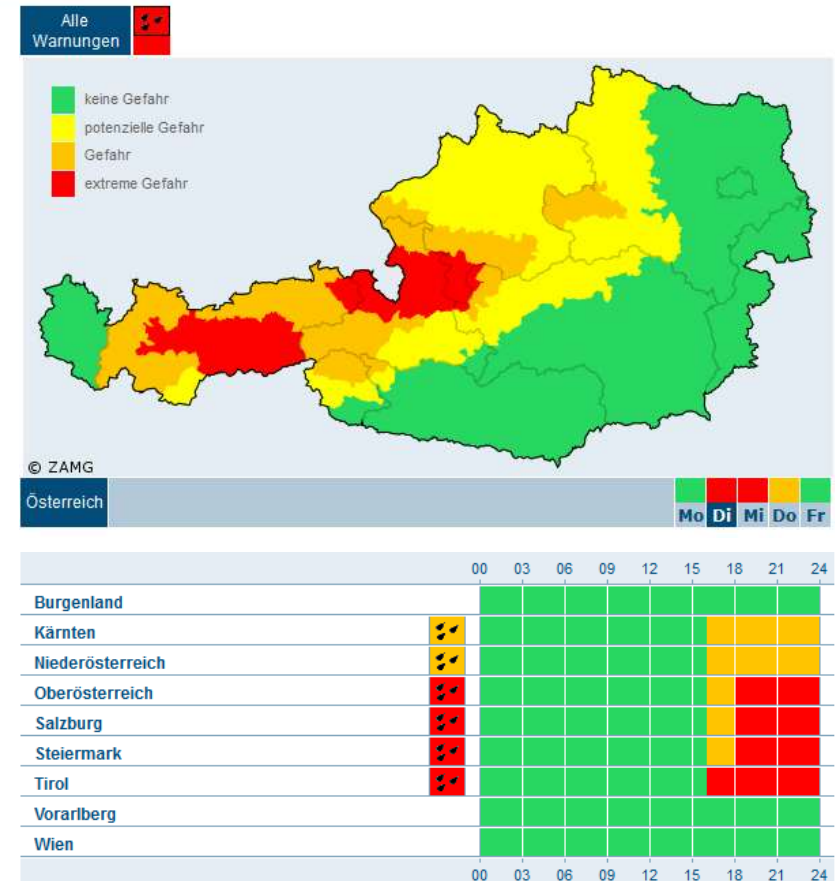 Alle
Warnungen
keine Gefahr
potenzielle Gefahr
Gefahr
extreme Gefahr
© ZAMG
Österreich
Mo Di Mi Do Fr
00 03 06 09 12 15 18 21 24
Burgenland
Kärnten
Niederösterreich
Oberösterreich
Salzburg
Steiermark
Tirol
Vorarlberg
Wien
00 03 06 09 12 15 18 21 24